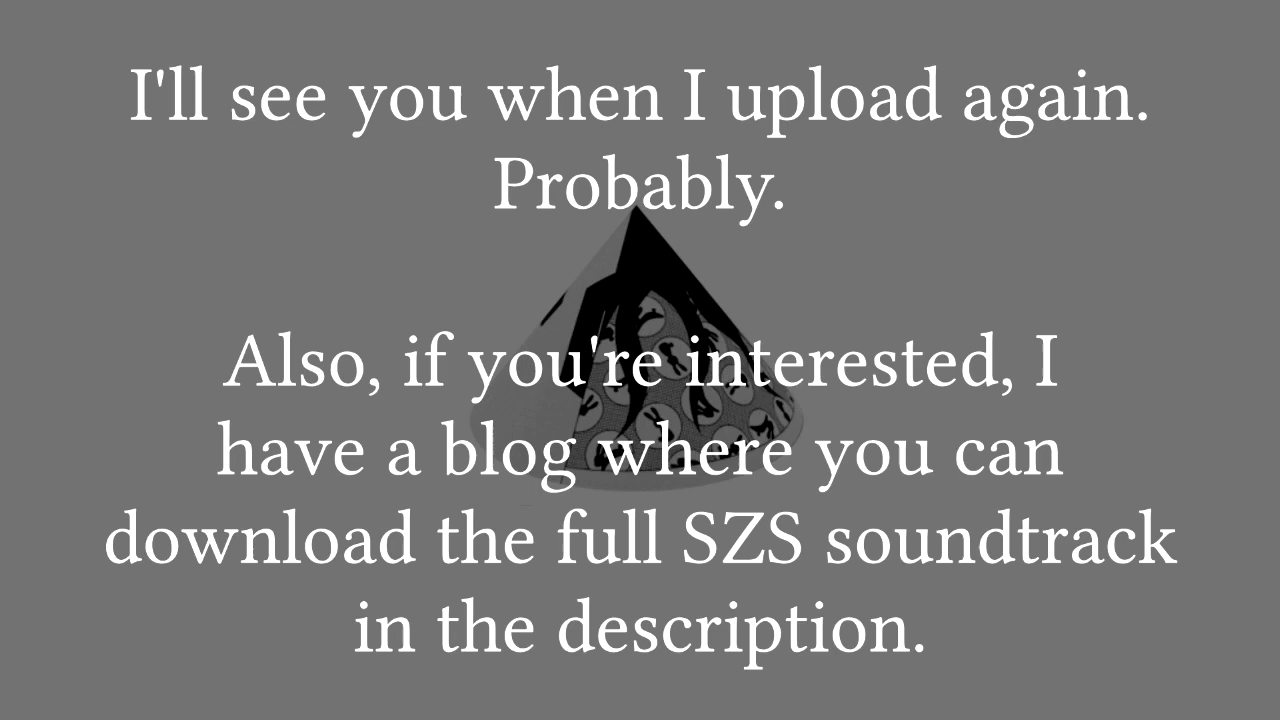 I'll see you when I upload again.
Probably.
Also, if you're interested, I
have a blog where you can
download the full SZS soundtrack
in the description.